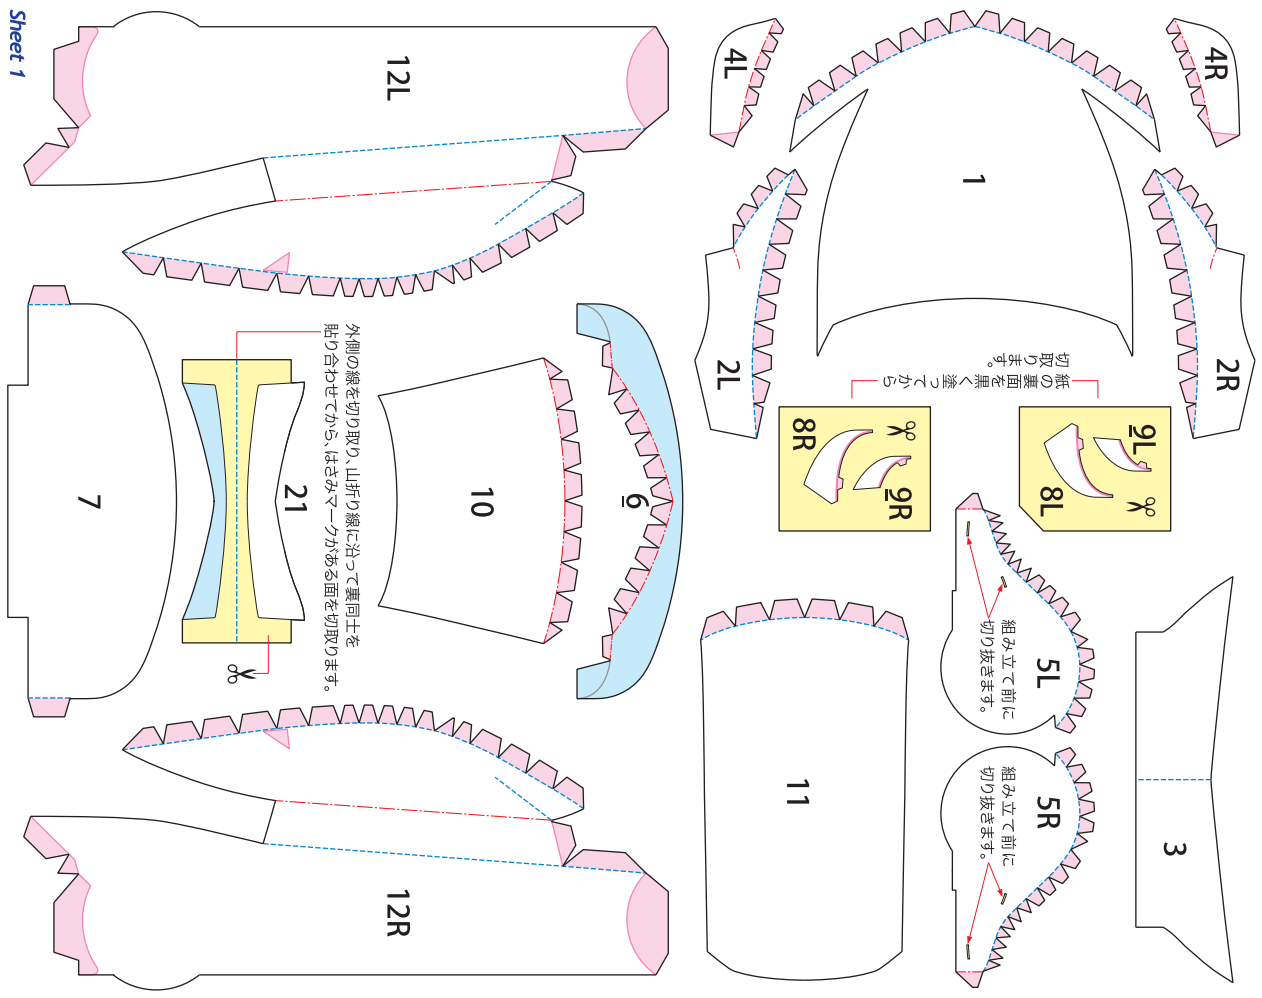 Sheet 1
4L
4R
1
2L
2R
紙の裏の面を黒く塗ってから
切取ります。
8R
9R
9L
8L
3
組み立て前に
切り抜きます。
5L
組み立て前に
切り抜きます。
5R
11
12L
6
10
外側の線を切り取り、山折り線に沿って裏同士を
貼り合わせてから、はさみマークがある面を切取ります。
21
7
12R